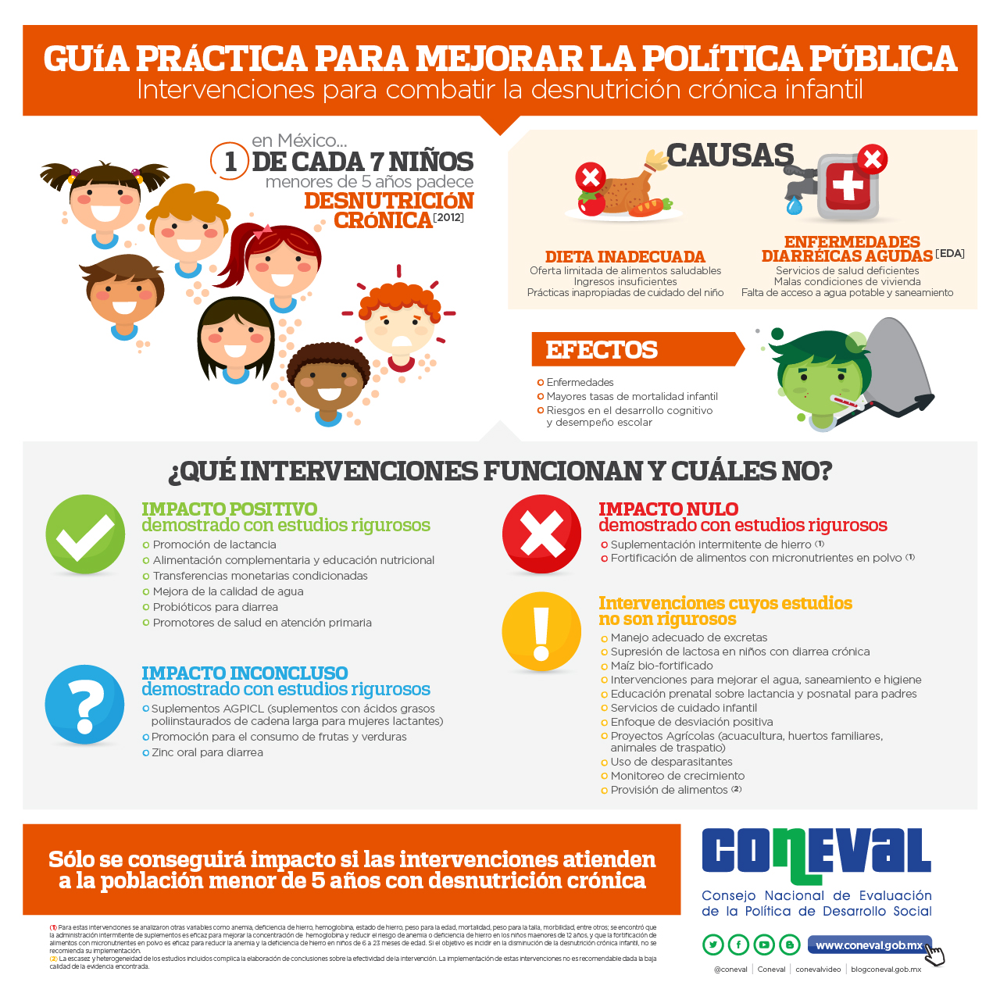 GUÍA PRÁCTICA PARA MEJORAR LA POLÍTICA PÚBLICA
Intervenciones para combatir la desnutrición crónica infantil
en México...
1 DE CADA 7 NIÑOS
menores de 5 años padece
DESNUTRICIÓN
CRÓNICA [2012]
CAUSAS
DIETA INADECUADA
Oferta limitada de alimentos saludables
Ingresos insuficientes
Prácticas inapropiadas de cuidado del niño
ENFERMEDADES
DIARRÉICAS AGUDAS [EDA]
Servicios de salud deficientes
Malas condiciones de vivienda
Falta de acceso a agua potable y saneamiento
EFECTOS
Enfermedades
Mayores tasas de mortalidad infantil
Riesgos en el desarrollo cognitivo
y desempeño escolar
¿QUÉ INTERVENCIONES FUNCIONAN Y CUÁLES NO?
IMPACTO POSITIVO
demostrado con estudios rigurosos
Promoción de lactancia
Alimentación complementaria y educación nutricional
Transferencias monetarias condicionadas
Mejora de la calidad de agua
Probióticos para diarrea
Promotores de salud en atención primaria
IMPACTO INCONCLUSO
demostrado con estudios rigurosos
Suplementos AGPICL (suplementos con ácidos grasos
poliinstaurados de cadena larga para mujeres lactantes)
Promoción para el consumo de frutas y verduras
Zinc oral para diarrea
IMPACTO NULO
demostrado con estudios rigurosos
Suplementación intermitente de hierro (1)
Fortificación de alimentos con micronutrientes en polvo (1)
Intervenciones cuyos estudios
no son rigurosos
Manejo adecuado de excretas
Supresión de lactosa en niños con diarrea crónica
Maíz bio-fortificado
Intervenciones para mejorar el agua, saneamiento e higiene
Educación prenatal sobre lactancia y posnatal para padres
Servicios de cuidado infantil
Enfoque de desviación positiva
Proyectos Agrícolas (acuacultura, huertos familiares,
animales de traspatio)
Uso de desparasitantes
Monitoreo de crecimiento
Provisión de alimentos (2)
Sólo se conseguirá impacto si las intervenciones atienden
a la población menor de 5 años con desnutrición crónica
(1) Para estas intervenciones se analizaron otras variables como anemia, deficiencia de hierro, hemoglobina, estado de hierro, peso para la edad, mortalidad, peso para la talla, morbilidad, entre otros; se encontró que
la administración intermitente de suplementos es eficaz para mejorar la concentración de hemoglobina y reducir el riesgo de anemia o deficiencia de hierro en los niños maenores de 12 años, y que la fortificación de
alimentos con micronutrientes en polvo es eficaz para reducir la anemia y la deficiencia de hierro en niños de 6 a 23 meses de edad. Si el objetivo es incidir en la disminución de la desnutrición crónica infantil, no se
recomienda su implementación.
(2) La escasez y heterogeneidad de los estudios incluidos complica la elaboración de conclusiones sobre la efectividad de la intervención. La implementación de estas intervenciones no es recomendable dada la baja
calidad de la evidencia encontrada.
CONEVAL
Consejo Nacional de Evaluación
de la Política de Desarrollo Social
www.coneval.gob.mx
@coneval | Coneval | conevalvideo | blogconeval.gob.mx